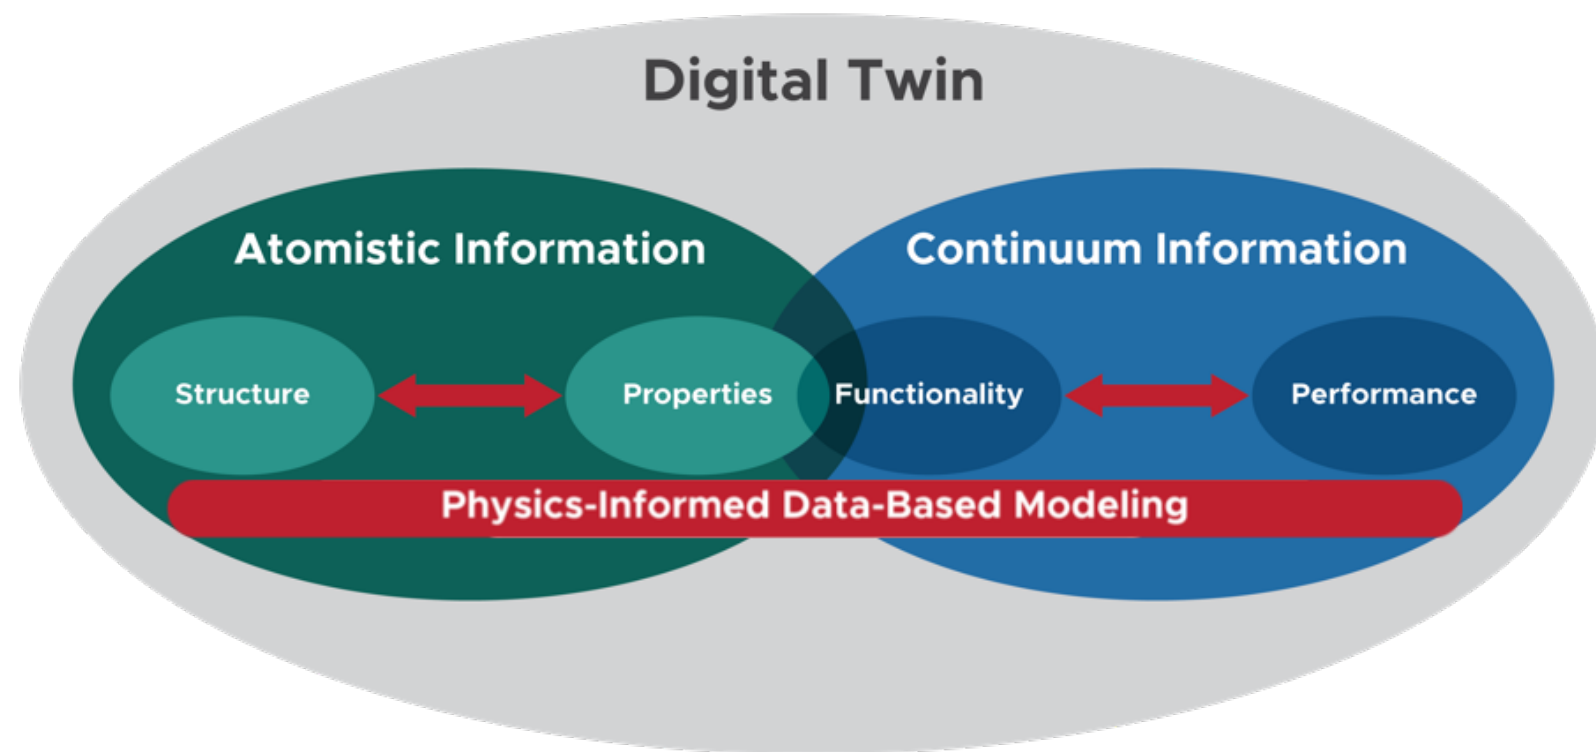 Digital Twin
Atomistic Information
Continuum Information
Structure
Properties
Functionality
Performance
Physics-Informed Data-Based Modeling